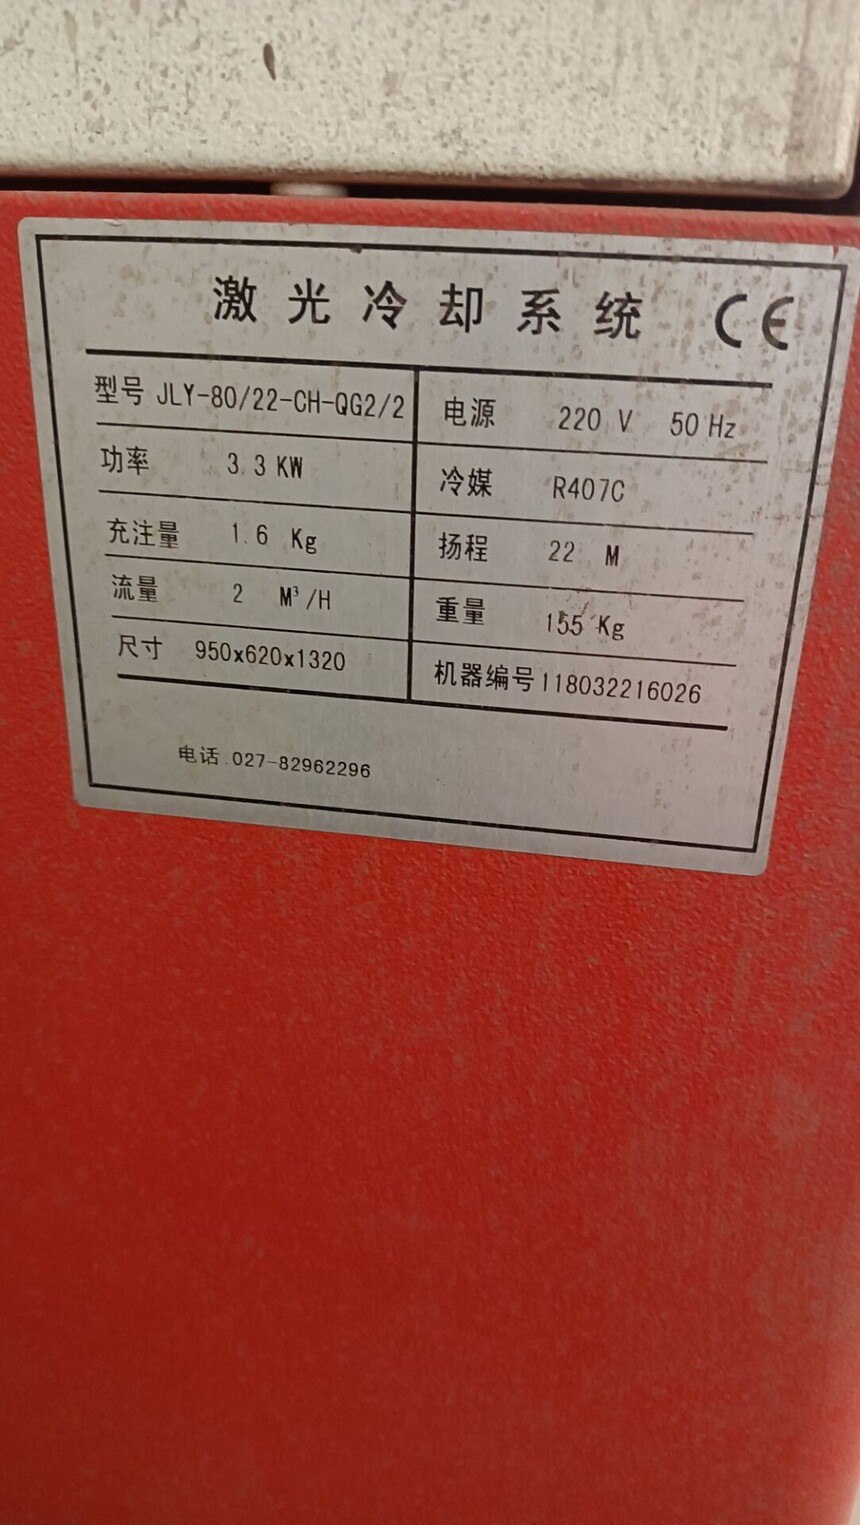 激光冷却系统 CE
型号 JLY-80/22-CH-QG2/2 电源 220 V 50 Hz
功率 3.3 KW 冷媒 R407C
充注量 1.6 Kg 扬程 22 M
流量 2 M³/H 重量 155 Kg
尺寸 950x620x1320 机器编号 118032216026
电话.027-82962296